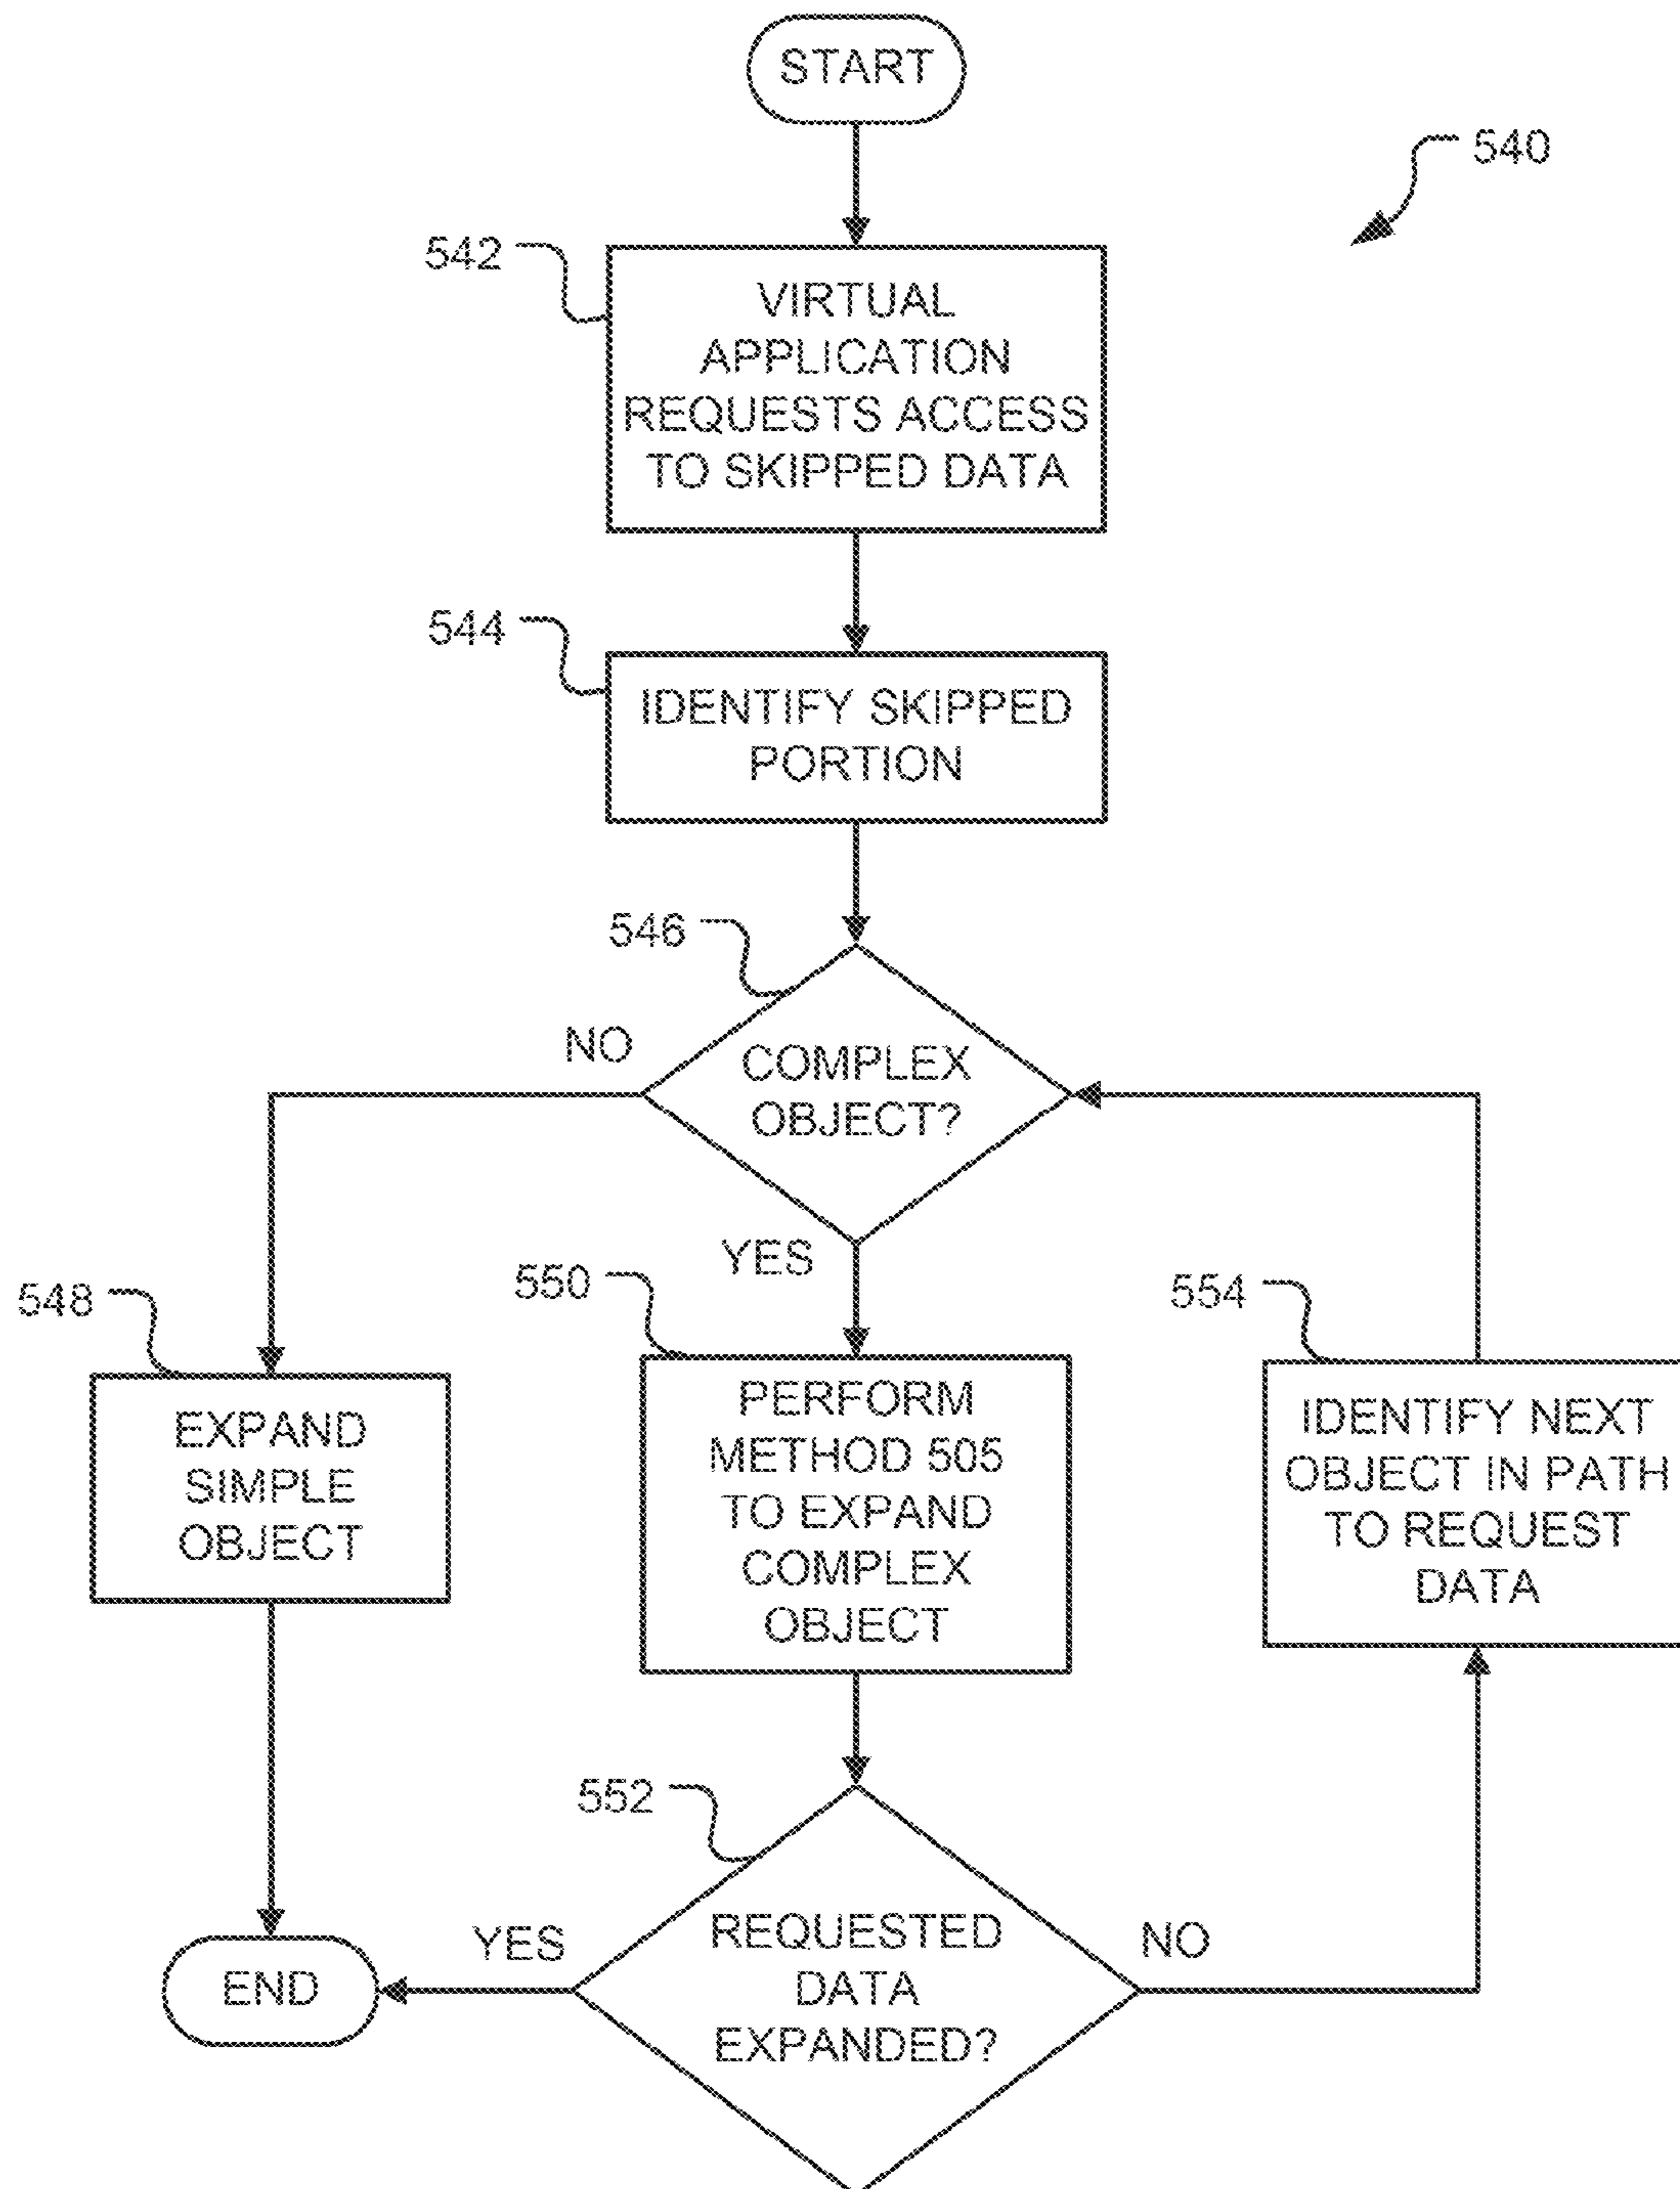 START
540
542
VIRTUAL
APPLICATION
REQUESTS ACCESS
TO SKIPPED DATA
544
IDENTIFY SKIPPED
PORTION
546
NO
COMPLEX
OBJECT?
YES
548
EXPAND
SIMPLE
OBJECT
550
PERFORM
METHOD 505
TO EXPAND
COMPLEX
OBJECT
554
IDENTIFY NEXT
OBJECT IN PATH
TO REQUEST
DATA
552
REQUESTED
DATA
EXPANDED?
YES
NO
END